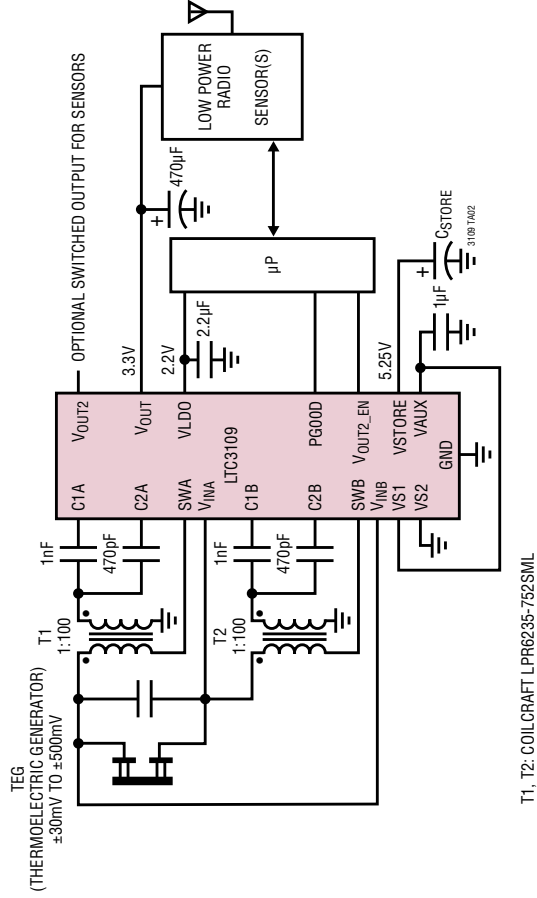 TEG
(THERMOELECTRIC GENERATOR)
±30mV TO ±500mV
T1
1:100
T2
1:100
1nF
470pF
1nF
470pF
C1A
C2A
SWA
VINA
C1B
C2B
SWB
VINB
VS1
VS2
LTC3109
VOUT2
VOUT
VLDO
PGOOD
VOUT2_EN
VSTORE
VAUX
GND
OPTIONAL SWITCHED OUTPUT FOR SENSORS
3.3V
2.2V
2.2µF
+
470µF
µP
LOW POWER
RADIO
SENSOR(S)
5.25V
1µF
+
CSTORE
3109 TA02
T1, T2: COILCRAFT LPR6235-752SML